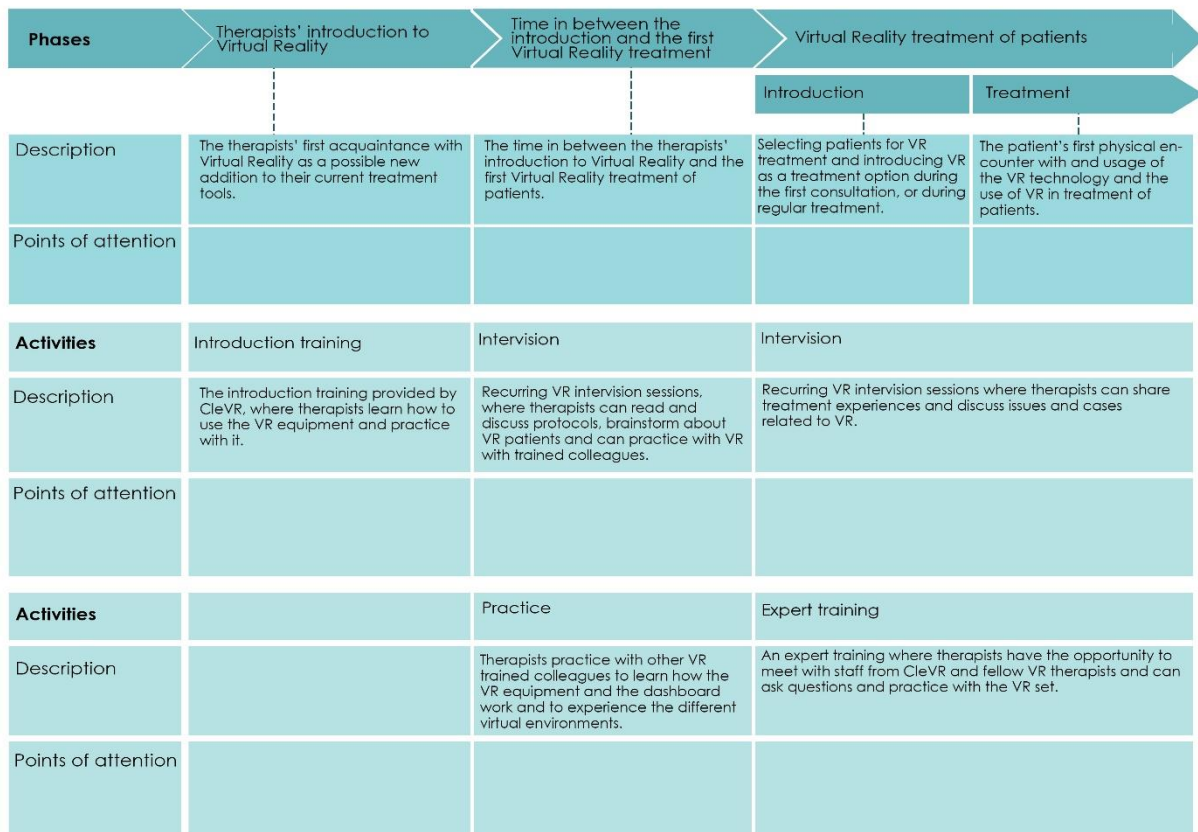 Phases
Therapists' introduction to
Virtual Reality
Time in between the
introduction and the first
Virtual Reality treatment
Virtual Reality treatment of patients
Introduction
Treatment
Description
The therapists' first acquaintance with
Virtual Reality as a possible new
addition to their current treatment
tools.
The time in between the therapists'
introduction to Virtual Reality and the
first Virtual Reality treatment of
patients.
Selecting patients for VR
treatment and introducing VR
as a treatment option during
the first consultation, or during
regular treatment.
The patient's first physical en-
counter with and usage of
the VR technology and the
use of VR in treatment of
patients.
Points of attention
Activities
Introduction training
Intervision
Intervision
Description
The introduction training provided by
CleVR, where therapists learn how to
use the VR equipment and practice
with it.
Recurring VR intervision sessions,
where therapists can read and
discuss protocols, brainstorm about
VR patients and can practice with VR
with trained colleagues.
Recurring VR intervision sessions where therapists can share
treatment experiences and discuss issues and cases
related to VR.
Points of attention
Activities
Practice
Expert training
Description
Therapists practice with other VR
trained colleagues to learn how the
VR equipment and the dashboard
work and to experience the different
virtual environments.
An expert training where therapists have the opportunity to
meet with staff from CleVR and fellow VR therapists and can
ask questions and practice with the VR set.
Points of attention